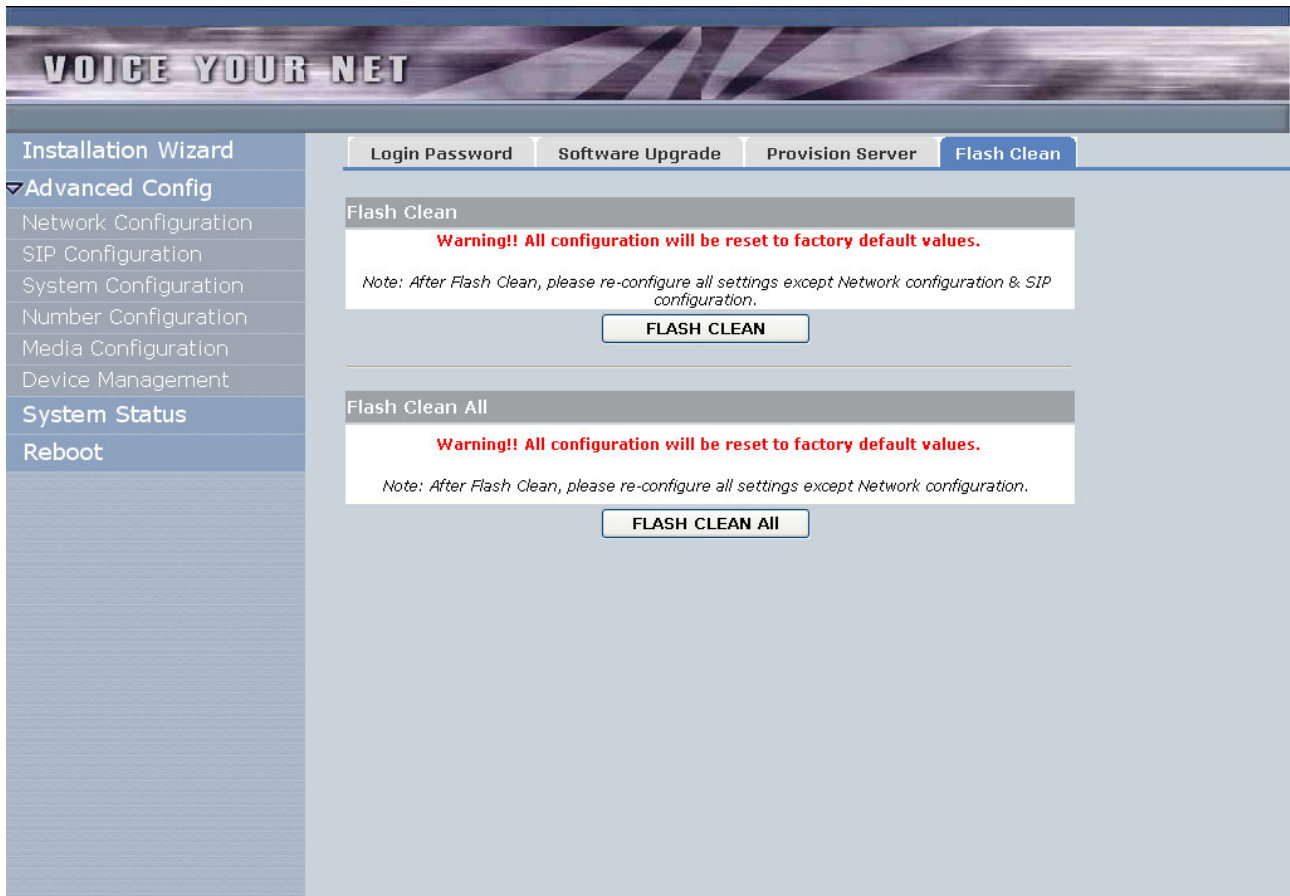 VOICE YOUR NET
Installation Wizard
Advanced Config
Network Configuration
SIP Configuration
System Configuration
Number Configuration
Media Configuration
Device Management
System Status
Reboot
Login Password
Software Upgrade
Provision Server
Flash Clean
Flash Clean
Warning!! All configuration will be reset to factory default values.
Note: After Flash Clean, please re-configure all settings except Network configuration & SIP
configuration.
FLASH CLEAN
Flash Clean All
Warning!! All configuration will be reset to factory default values.
Note: After Flash Clean, please re-configure all settings except Network configuration.
FLASH CLEAN All